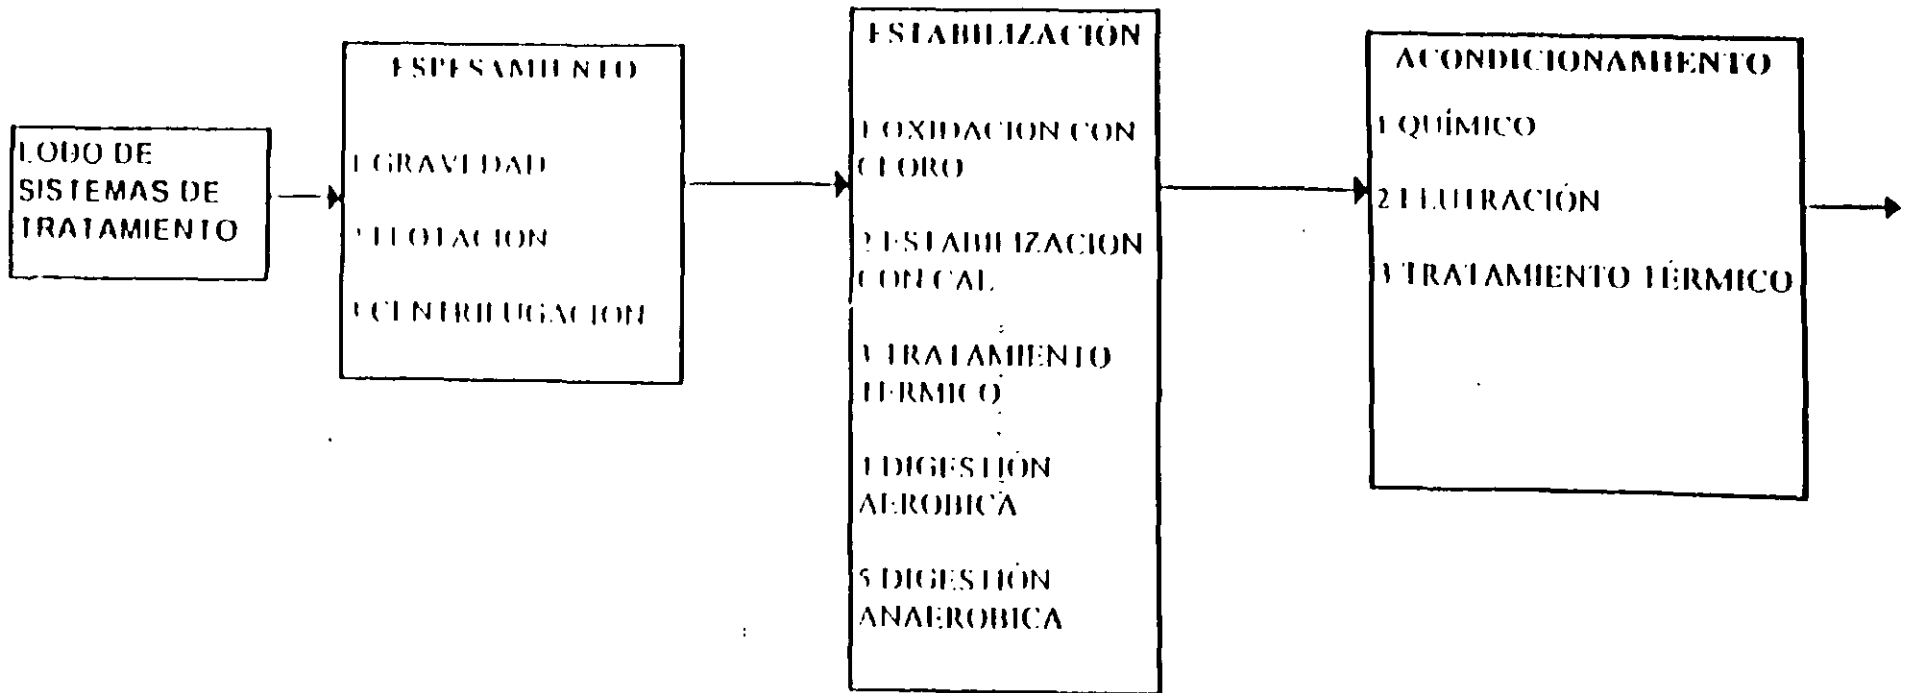 LODO DE
SISTEMAS DE
TRATAMIENTO
ESPESAMIENTO
1 GRAVEDAD
2 FLOTACION
3 CENTRIFUGACION
ESTABILIZACIÓN
1 OXIDACION CON
CLORO
2 ESTABILIZACION
CON CAL
3 TRATAMIENTO
TERMICO
4 DIGESTIÓN
AEROBICA
5 DIGESTIÓN
ANAEROBICA
ACONDICIONAMIENTO
1 QUÍMICO
2 ELUTRACIÓN
3 TRATAMIENTO TÉRMICO